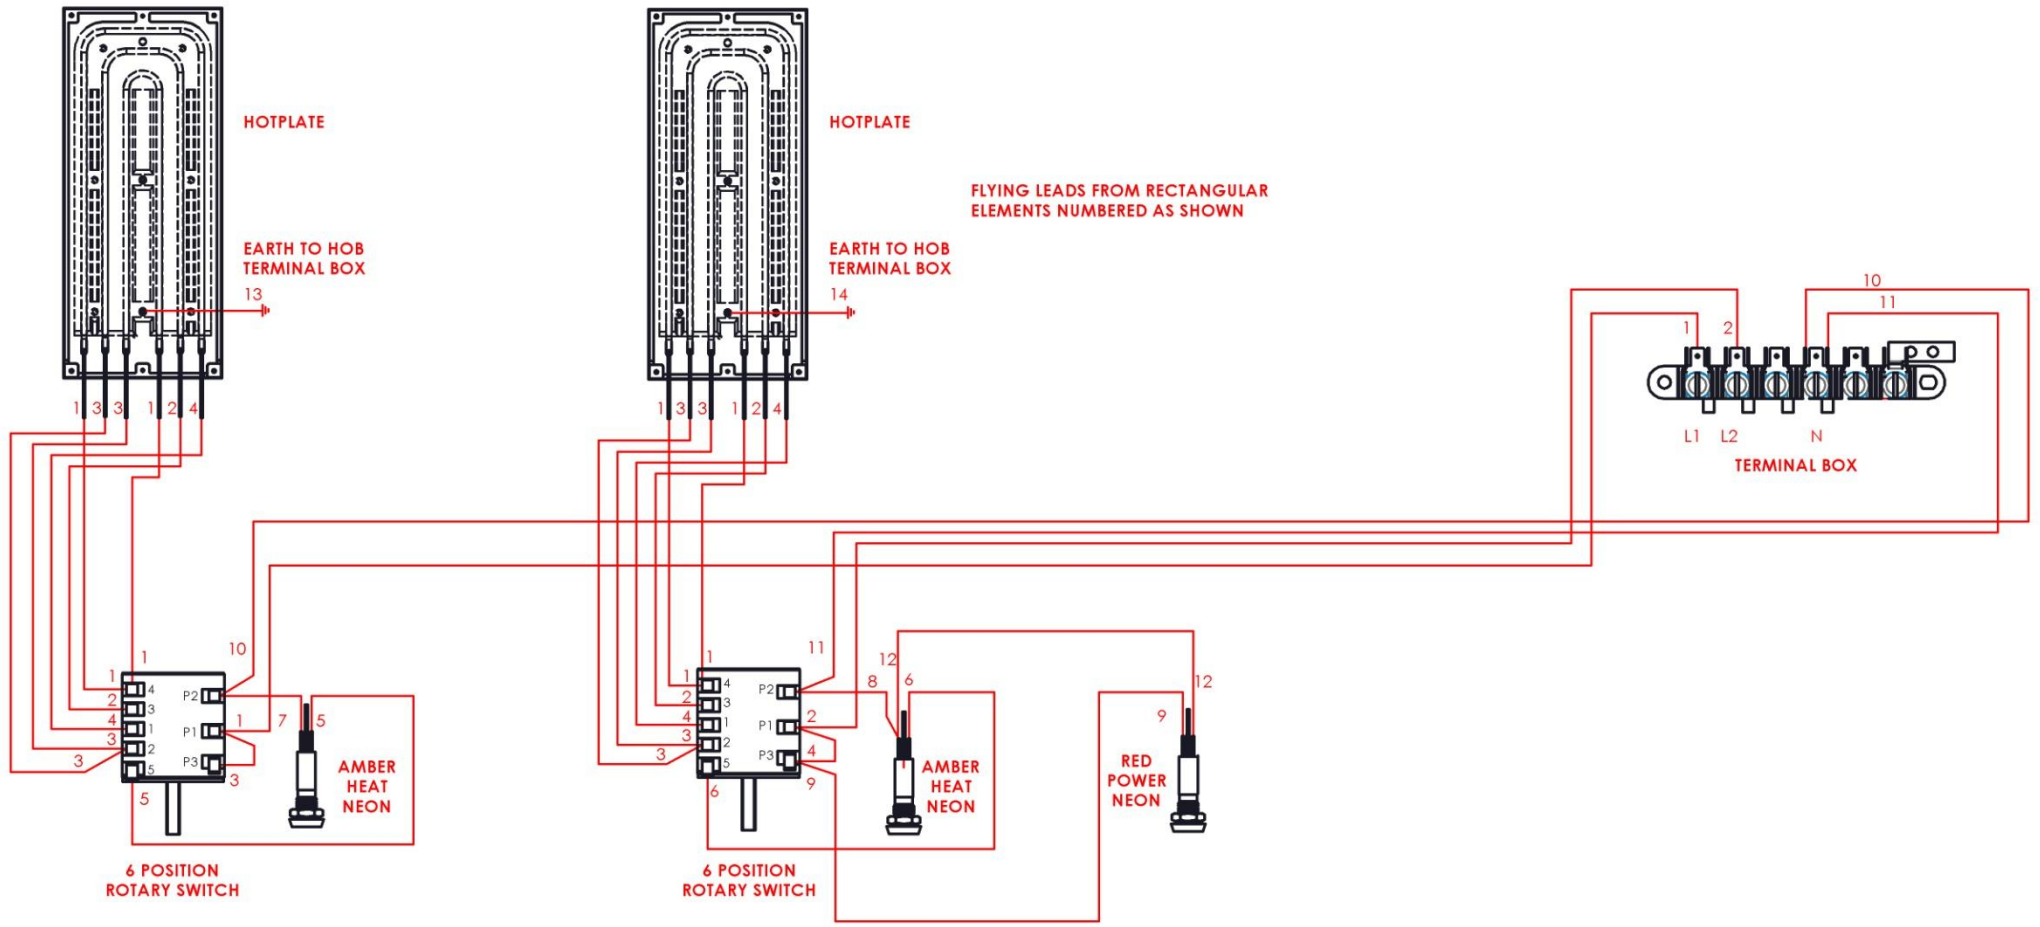 HOTPLATE
HOTPLATE
FLYING LEADS FROM RECTANGULAR
ELEMENTS NUMBERED AS SHOWN
EARTH TO HOB
TERMINAL BOX
13
EARTH TO HOB
TERMINAL BOX
14
10
11
1 2
L1 L2 N
TERMINAL BOX
1 3 3 1 2 4
1 3 3 1 2 4
1
10
1
2
4
3
3
4
3
1
2
5
P2
P1
P3
1
7
5
3
5
AMBER
HEAT
NEON
6 POSITION
ROTARY SWITCH
1
11
1
2
4
3
3
4
3
1
2
5
P2
P1
P3
2
4
9
6
12
8
6
AMBER
HEAT
NEON
12
9
RED
POWER
NEON
6 POSITION
ROTARY SWITCH